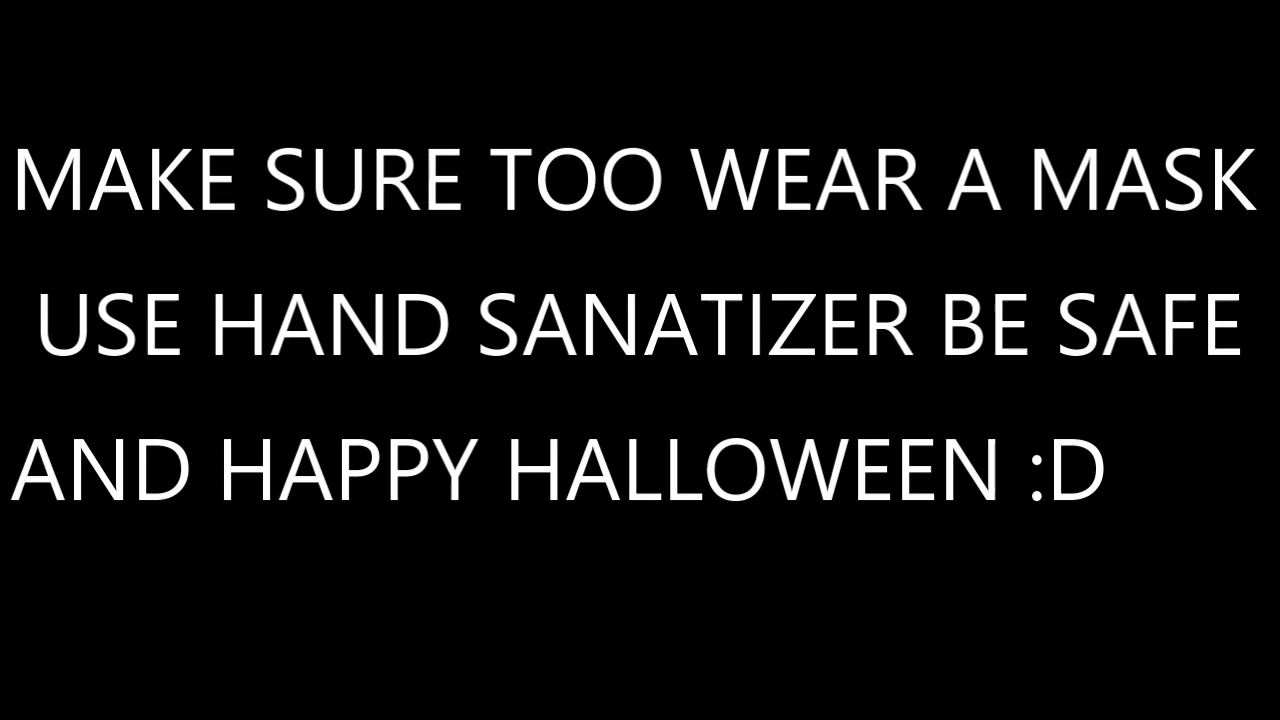 MAKE SURE TOO WEAR A MASK
USE HAND SANATIZER BE SAFE
AND HAPPY HALLOWEEN :D